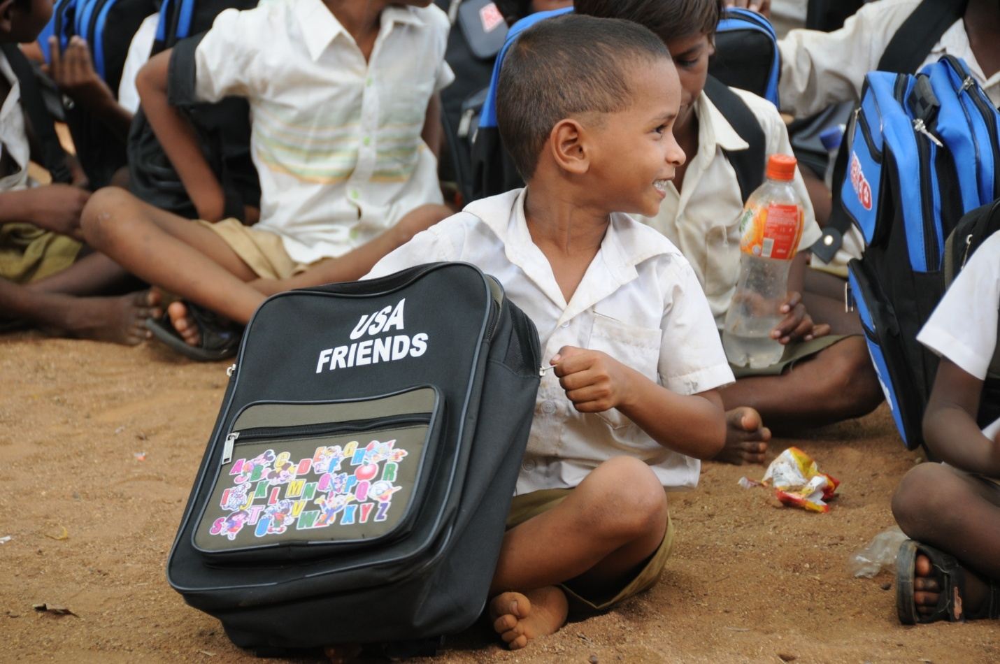 USA
FRIENDS
A B C D E F G H
I J K L M N O P Q R
S T U V W X Y Z